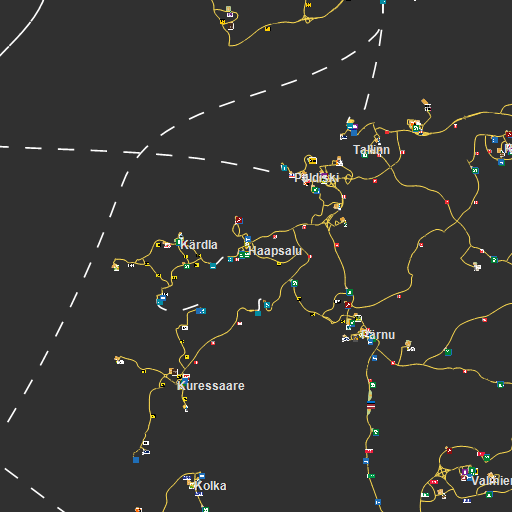 Tallinn
Paldiski
Kärdla
Haapsalu
Pärnu
Kuressaare
Kolka
Valmier